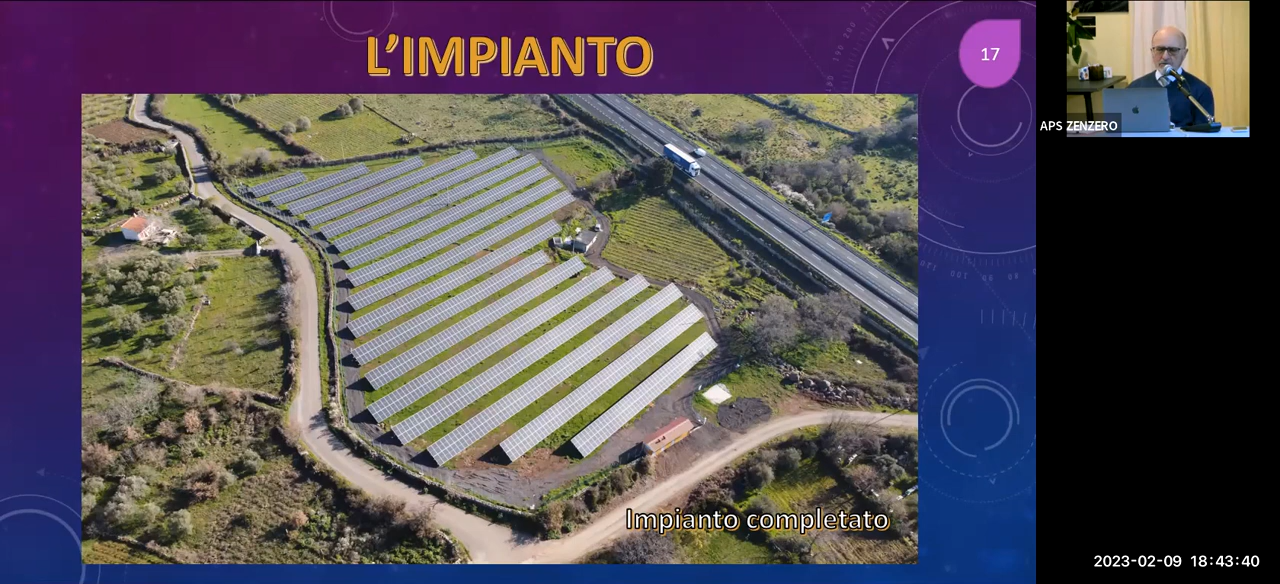 L'IMPIANTO
17
APS ZENZERO
Impianto completato
2023-02-09 18:43:40